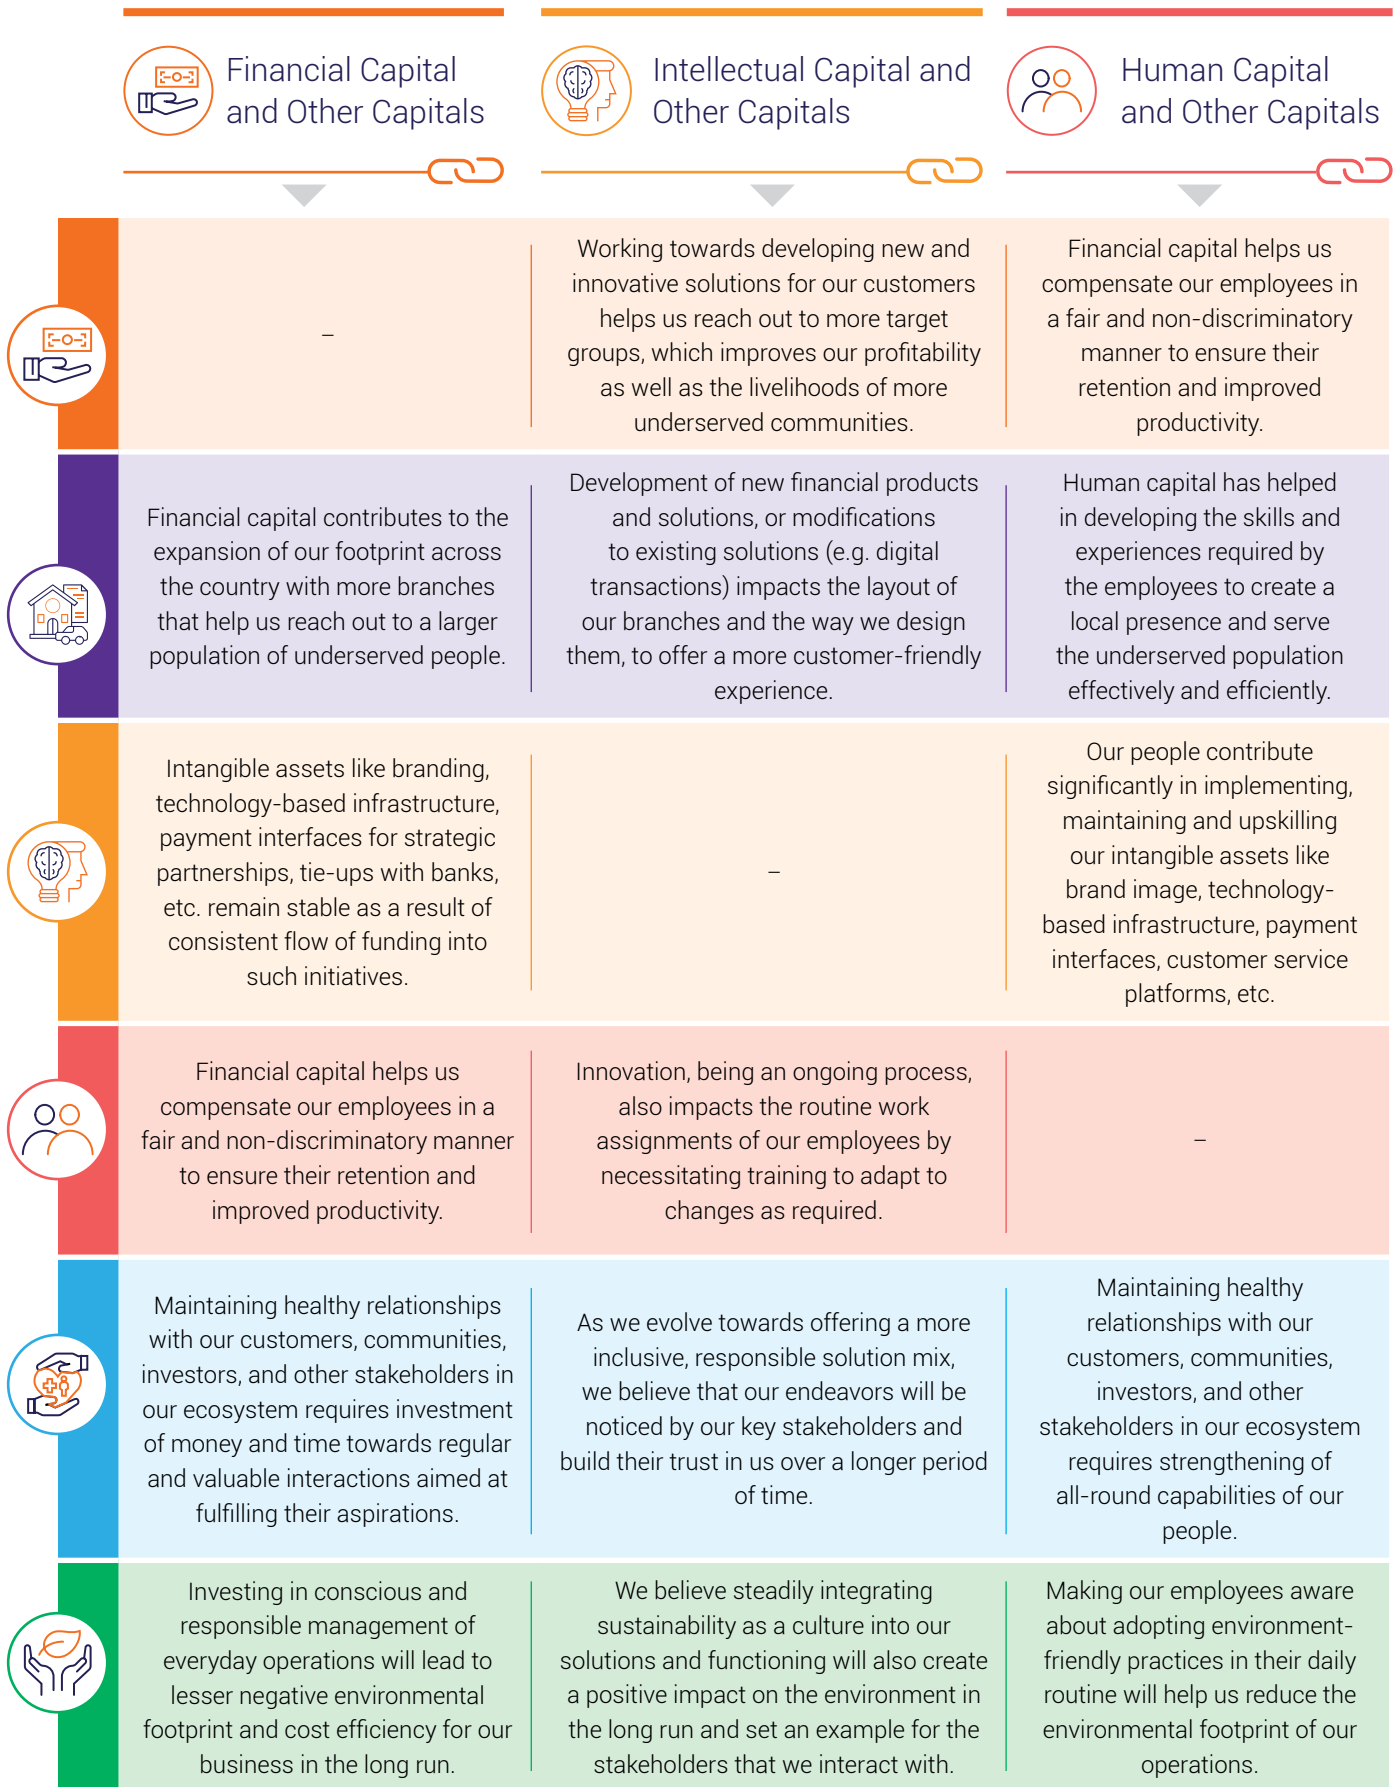 Financial Capital
and Other Capitals
Intellectual Capital and
Other Capitals
Human Capital
and Other Capitals
–
Working towards developing new and
innovative solutions for our customers
helps us reach out to more target
groups, which improves our profitability
as well as the livelihoods of more
underserved communities.
Financial capital helps us
compensate our employees in
a fair and non-discriminatory
manner to ensure their
retention and improved
productivity.
Financial capital contributes to the
expansion of our footprint across
the country with more branches
that help us reach out to a larger
population of underserved people.
Development of new financial products
and solutions, or modifications
to existing solutions (e.g. digital
transactions) impacts the layout of
our branches and the way we design
them, to offer a more customer-friendly
experience.
Human capital has helped
in developing the skills and
experiences required by
the employees to create a
local presence and serve
the underserved population
effectively and efficiently.
Intangible assets like branding,
technology-based infrastructure,
payment interfaces for strategic
partnerships, tie-ups with banks,
etc. remain stable as a result of
consistent flow of funding into
such initiatives.
–
Our people contribute
significantly in implementing,
maintaining and upskilling
our intangible assets like
brand image, technology-
based infrastructure, payment
interfaces, customer service
platforms, etc.
Financial capital helps us
compensate our employees in a
fair and non-discriminatory manner
to ensure their retention and
improved productivity.
Innovation, being an ongoing process,
also impacts the routine work
assignments of our employees by
necessitating training to adapt to
changes as required.
–
Maintaining healthy relationships
with our customers, communities,
investors, and other stakeholders in
our ecosystem requires investment
of money and time towards regular
and valuable interactions aimed at
fulfilling their aspirations.
As we evolve towards offering a more
inclusive, responsible solution mix,
we believe that our endeavors will be
noticed by our key stakeholders and
build their trust in us over a longer period
of time.
Maintaining healthy
relationships with our
customers, communities,
investors, and other
stakeholders in our ecosystem
requires strengthening of
all-round capabilities of our
people.
Investing in conscious and
responsible management of
everyday operations will lead to
lesser negative environmental
footprint and cost efficiency for our
business in the long run.
We believe steadily integrating
sustainability as a culture into our
solutions and functioning will also create
a positive impact on the environment in
the long run and set an example for the
stakeholders that we interact with.
Making our employees aware
about adopting environment-
friendly practices in their daily
routine will help us reduce the
environmental footprint of our
operations.